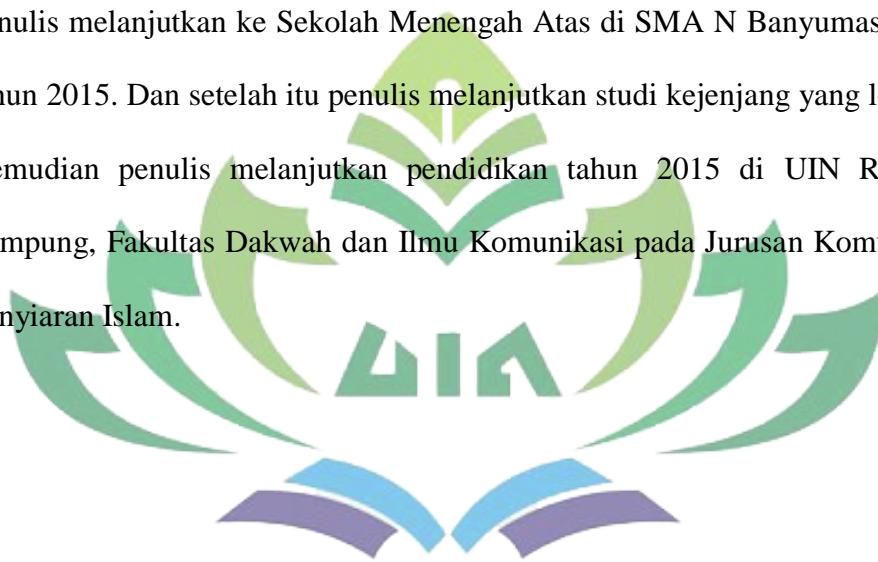 nulis melanjutkan ke Sekolah Menengah Atas di SMA N Banyumas
hun 2015. Dan setelah itu penulis melanjutkan studi kejenjang yang l
emudian penulis melanjutkan pendidikan tahun 2015 di UIN R
mpung, Fakultas Dakwah dan Ilmu Komunikasi pada Jurusan Kom
nyiaran Islam.
UIN